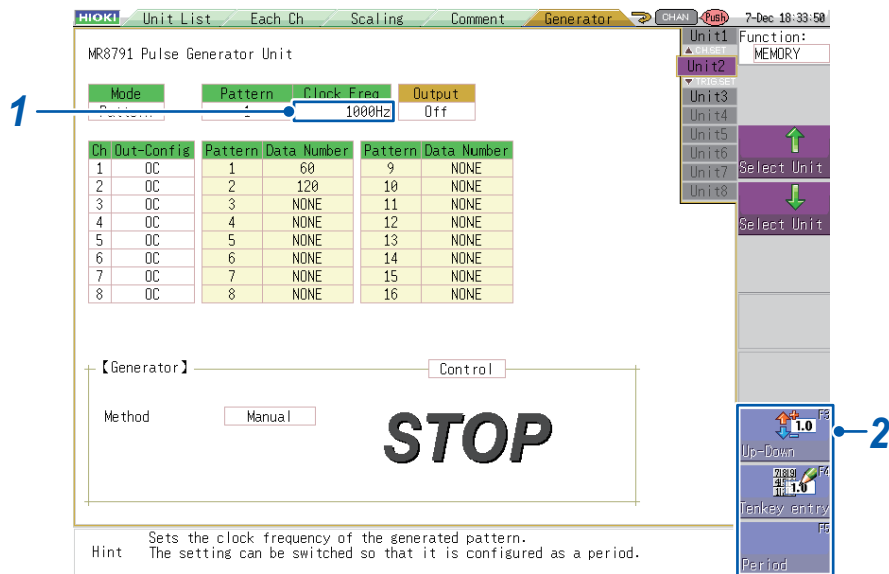 HIOKI Unit List Each Ch Scaling Comment Generator CHAN Push 7-Dec 18:33:50
Unit1 Function:
MR8791 Pulse Generator Unit ▲CHSET MEMORY
Unit2
▼TRIGSET
Mode Pattern Clock Freq Output Unit3
1 Pattern 1 1000Hz Off Unit4
Unit5
Ch Out-Config Pattern Data Number Pattern Data Number Unit6
1 OC 1 60 9 NONE Unit7 Select Unit
2 OC 2 120 10 NONE Unit8
3 OC 3 NONE 11 NONE
4 OC 4 NONE 12 NONE Select Unit
5 OC 5 NONE 13 NONE
6 OC 6 NONE 14 NONE
7 OC 7 NONE 15 NONE
8 OC 8 NONE 16 NONE
【Generator】 Control
Method Manual STOP
1.0 F3 2
Up-Down
1.0 F4
Tenkey entry
F5
Period
Hint Sets the clock frequency of the generated pattern.
The setting can be switched so that it is configured as a period.